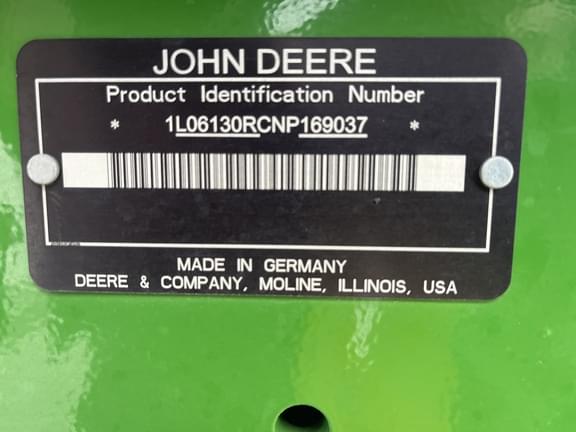 JOHN DEERE
Product Identification Number
* 1L06130RCNP169037 *
MADE IN GERMANY
DEERE & COMPANY, MOLINE, ILLINOIS, USA